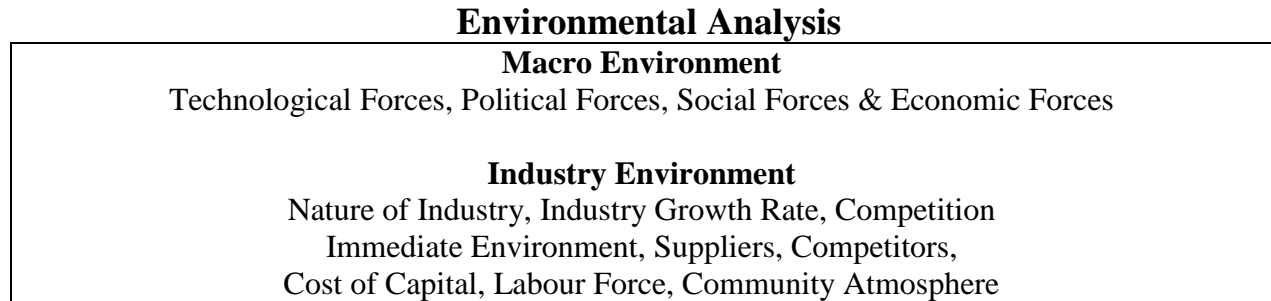 Environmental Analysis
Macro Environment
Technological Forces, Political Forces, Social Forces & Economic Forces
Industry Environment
Nature of Industry, Industry Growth Rate, Competition
Immediate Environment, Suppliers, Competitors,
Cost of Capital, Labour Force, Community Atmosphere